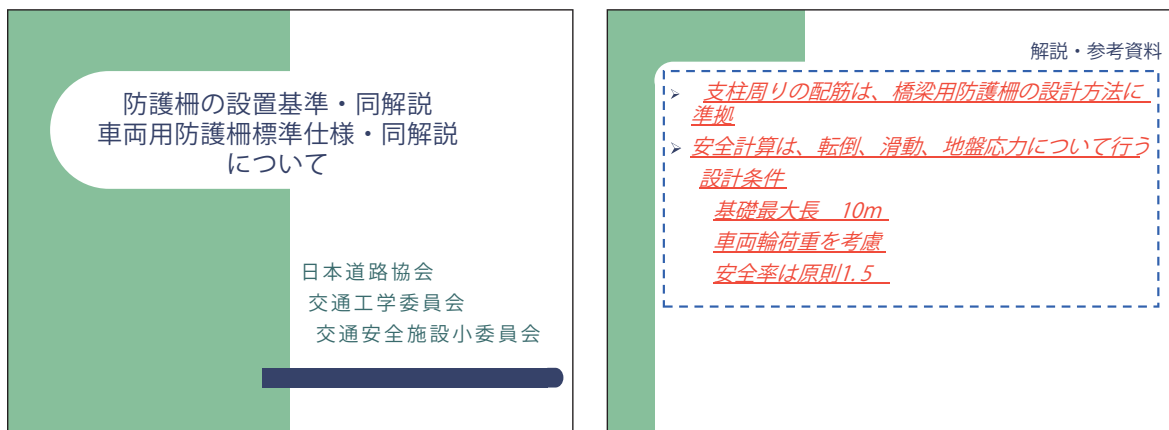 防護柵の設置基準・同解説
車両用防護柵標準仕様・同解説
について
日本道路協会
交通工学委員会
交通安全施設小委員会
解説・参考資料
➢ 支柱周りの配筋は、橋梁用防護柵の設計方法に
準拠
➢ 安全計算は、転倒、滑動、地盤応力について行う
設計条件
基礎最大長　10m
車両輪荷重を考慮
安全率は原則1.5